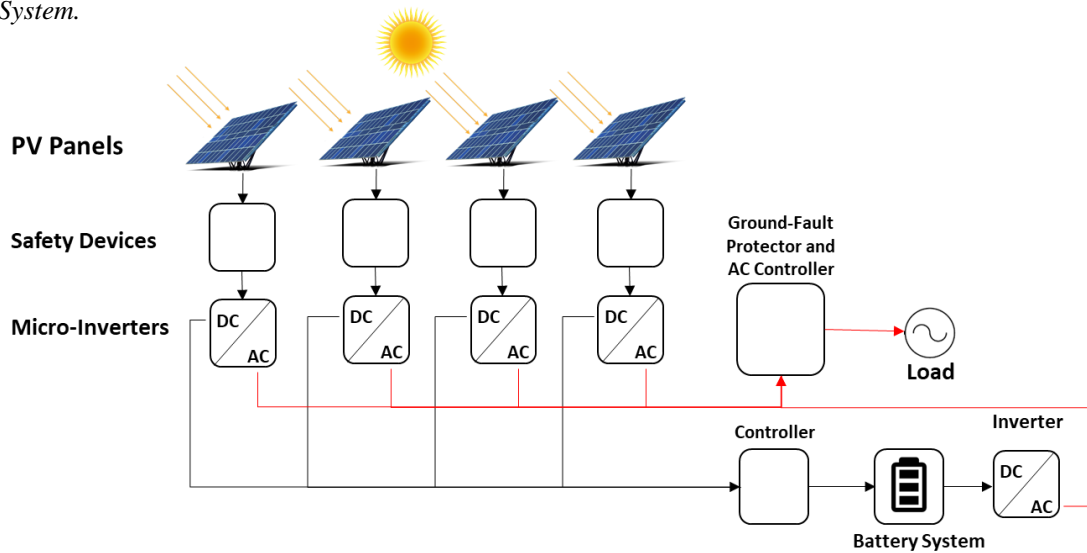 System.
PV Panels
Safety Devices
Ground-Fault
Protector and
AC Controller
Micro-Inverters
DC
AC
DC
AC
DC
AC
DC
AC
Load
Controller
Inverter
DC
AC
Battery System